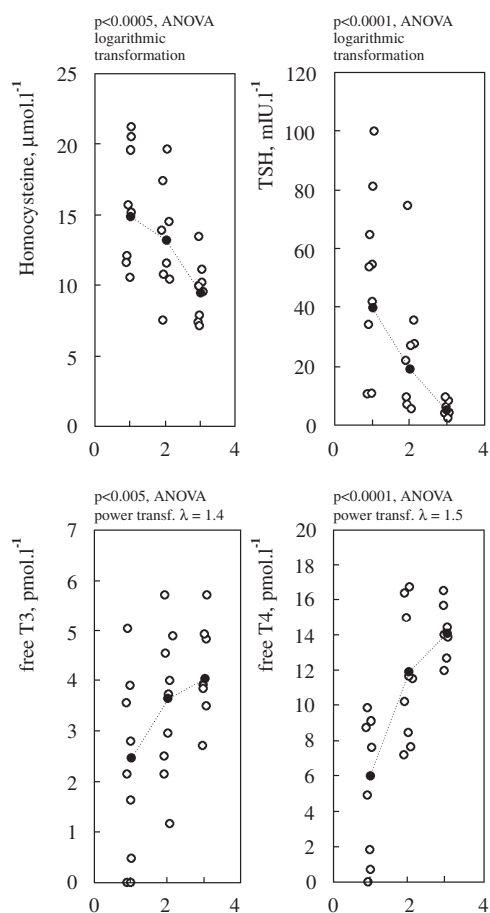 p<0.0005, ANOVA
logarithmic
transformation
Homocysteine, μmol.l⁻¹
25
20
15
10
5
0
0 2 4
p<0.0001, ANOVA
logarithmic
transformation
TSH, mIU.l⁻¹
120
100
80
60
40
20
0
0 2 4
p<0.005, ANOVA
power transf. λ = 1.4
free T3, pmol.l⁻¹
7
6
5
4
3
2
1
0
0 2 4
p<0.0001, ANOVA
power transf. λ = 1.5
free T4, pmol.l⁻¹
20
18
16
14
12
10
8
6
4
2
0
0 2 4